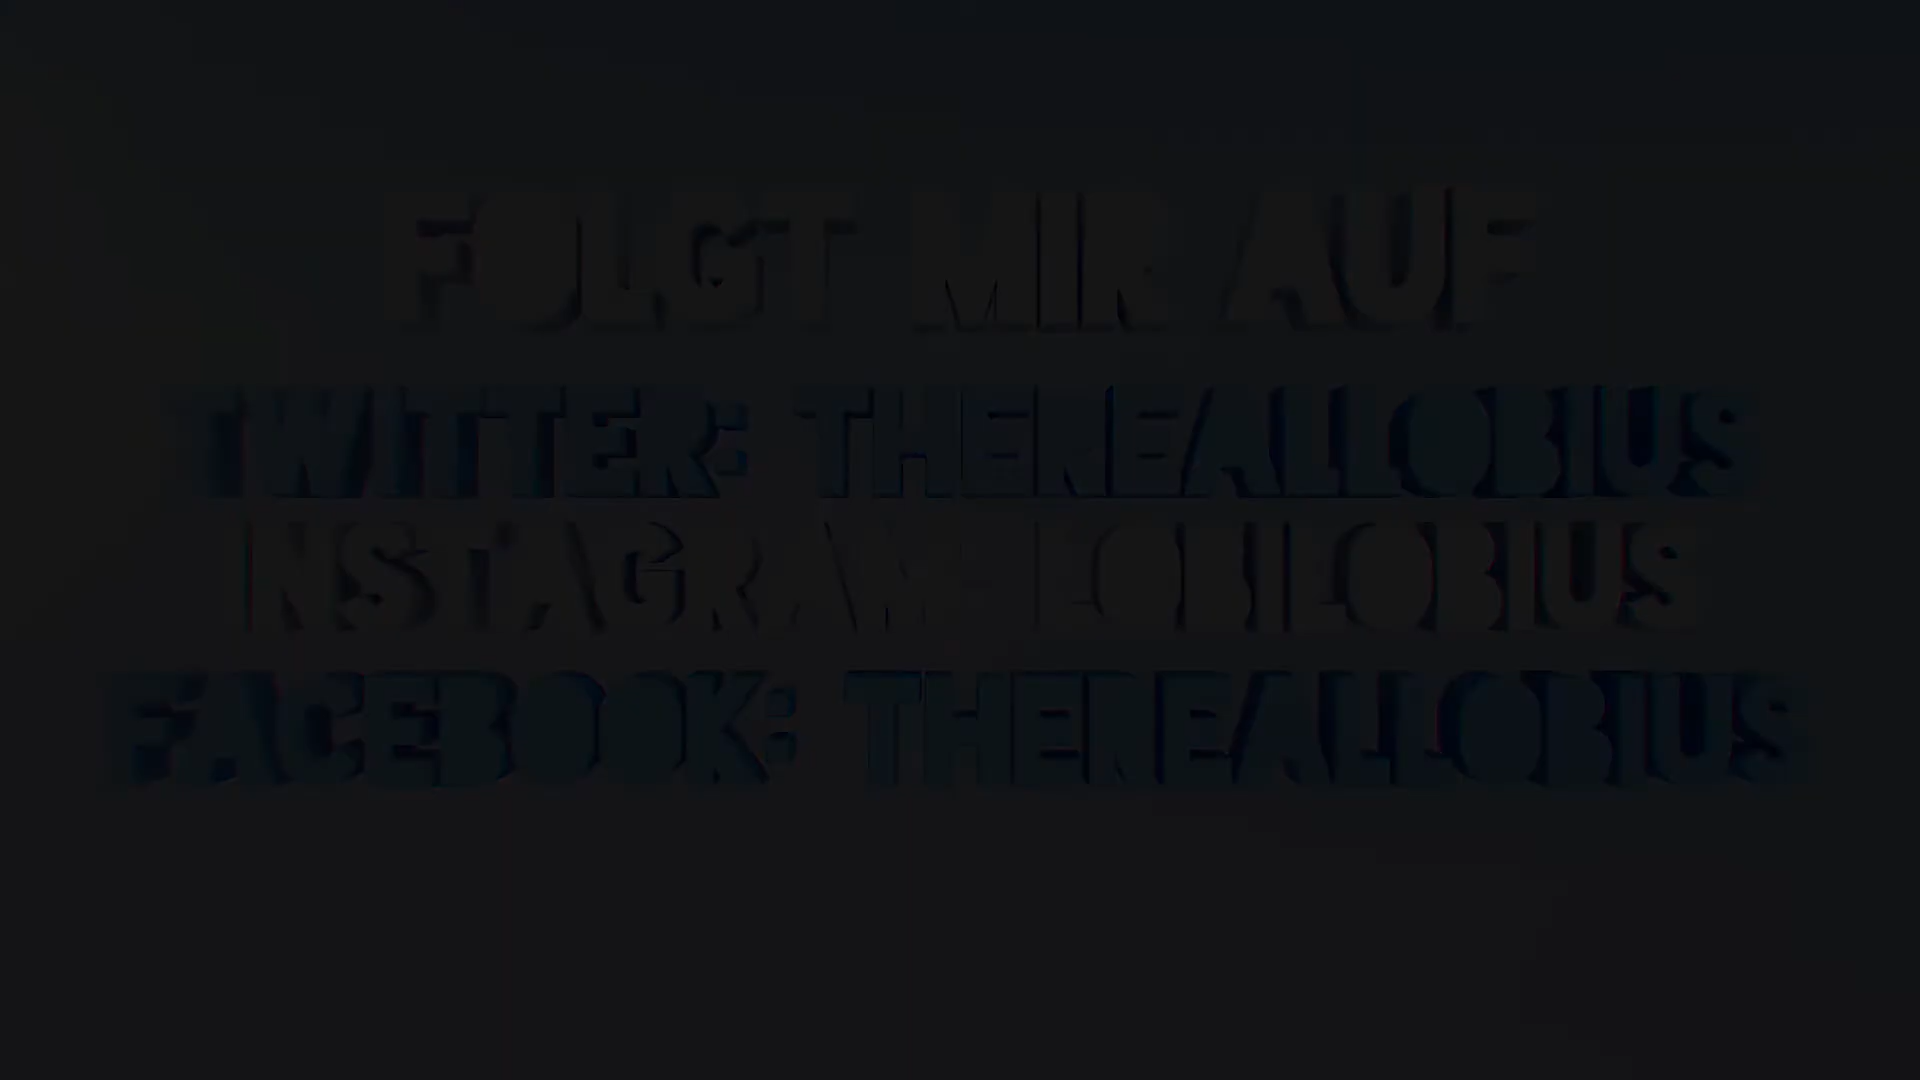 FOLGT MIR AUF
TWITTER: THEREALLOBIUS
INSTAGRAM: LOBILOBIUS
FACEBOOK: THEREALLOBIUS